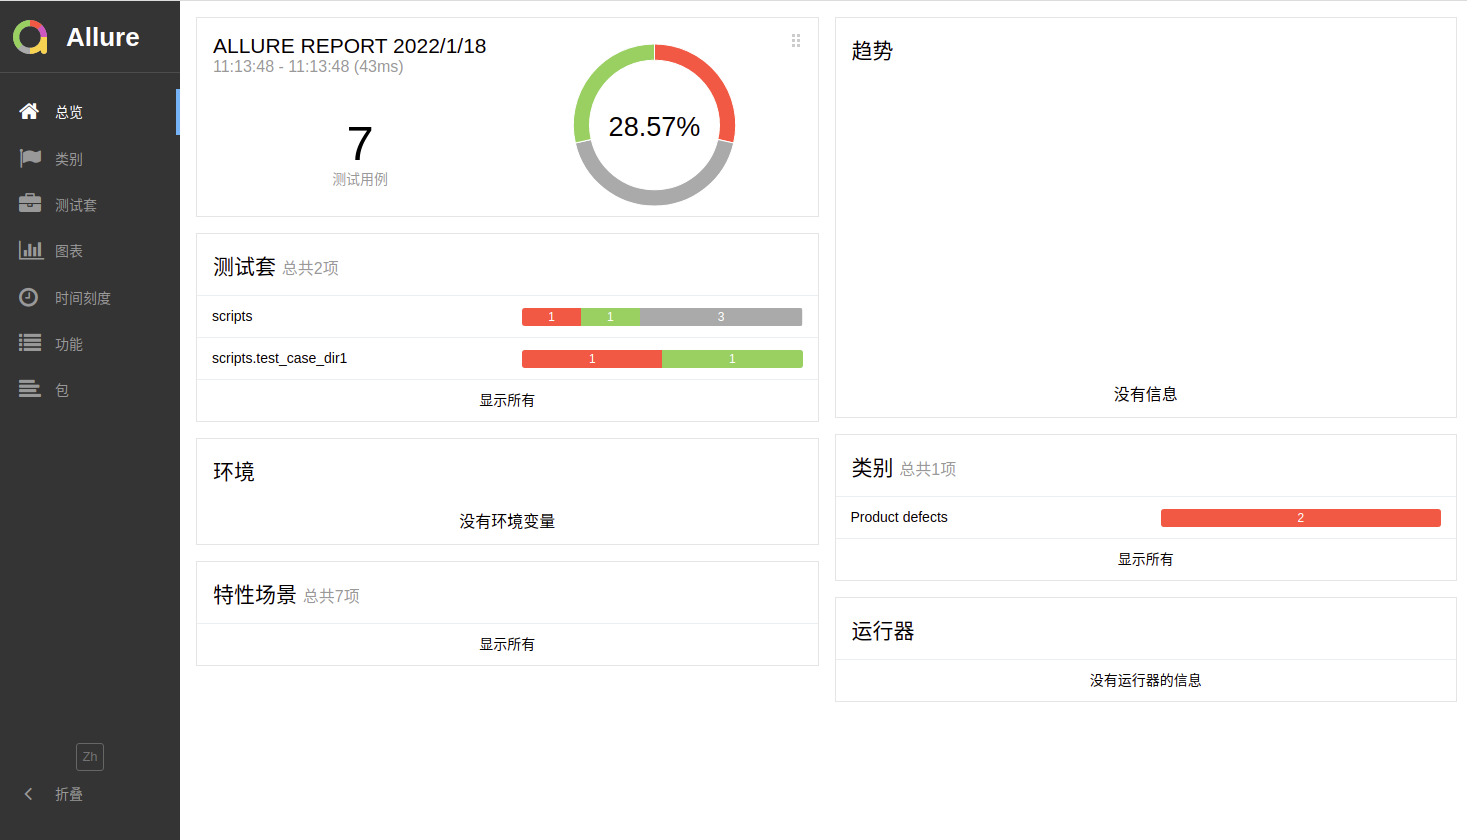 Allure
总览
类别
测试套
图表
时间刻度
功能
包
Zh
折叠
ALLURE REPORT 2022/1/18
11:13:48 - 11:13:48 (43ms)
7
测试用例
28.57%
测试套 总共2项
scripts 1 1 3
scripts.test_case_dir1 1 1
显示所有
环境
没有环境变量
特性场景 总共7项
显示所有
趋势
没有信息
类别 总共1项
Product defects 2
显示所有
运行器
没有运行器的信息